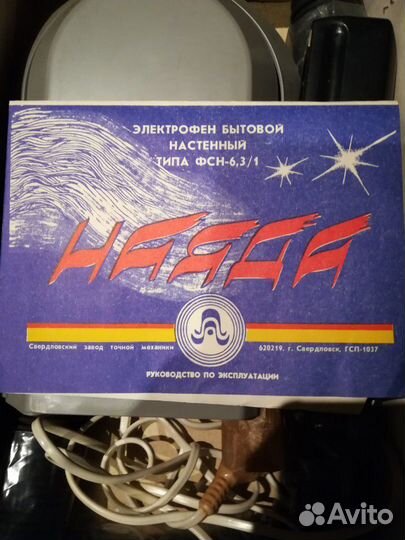 ЭЛЕКТРОФЕН БЫТОВОЙ
НАСТЕННЫЙ
ТИПА ФСН-6,3/1
НАЯДА
Свердловский завод точной механики
620219. г. Свердловск, ГСП-1037
РУКОВОДСТВО ПО ЭКСПЛУАТАЦИИ
Avito